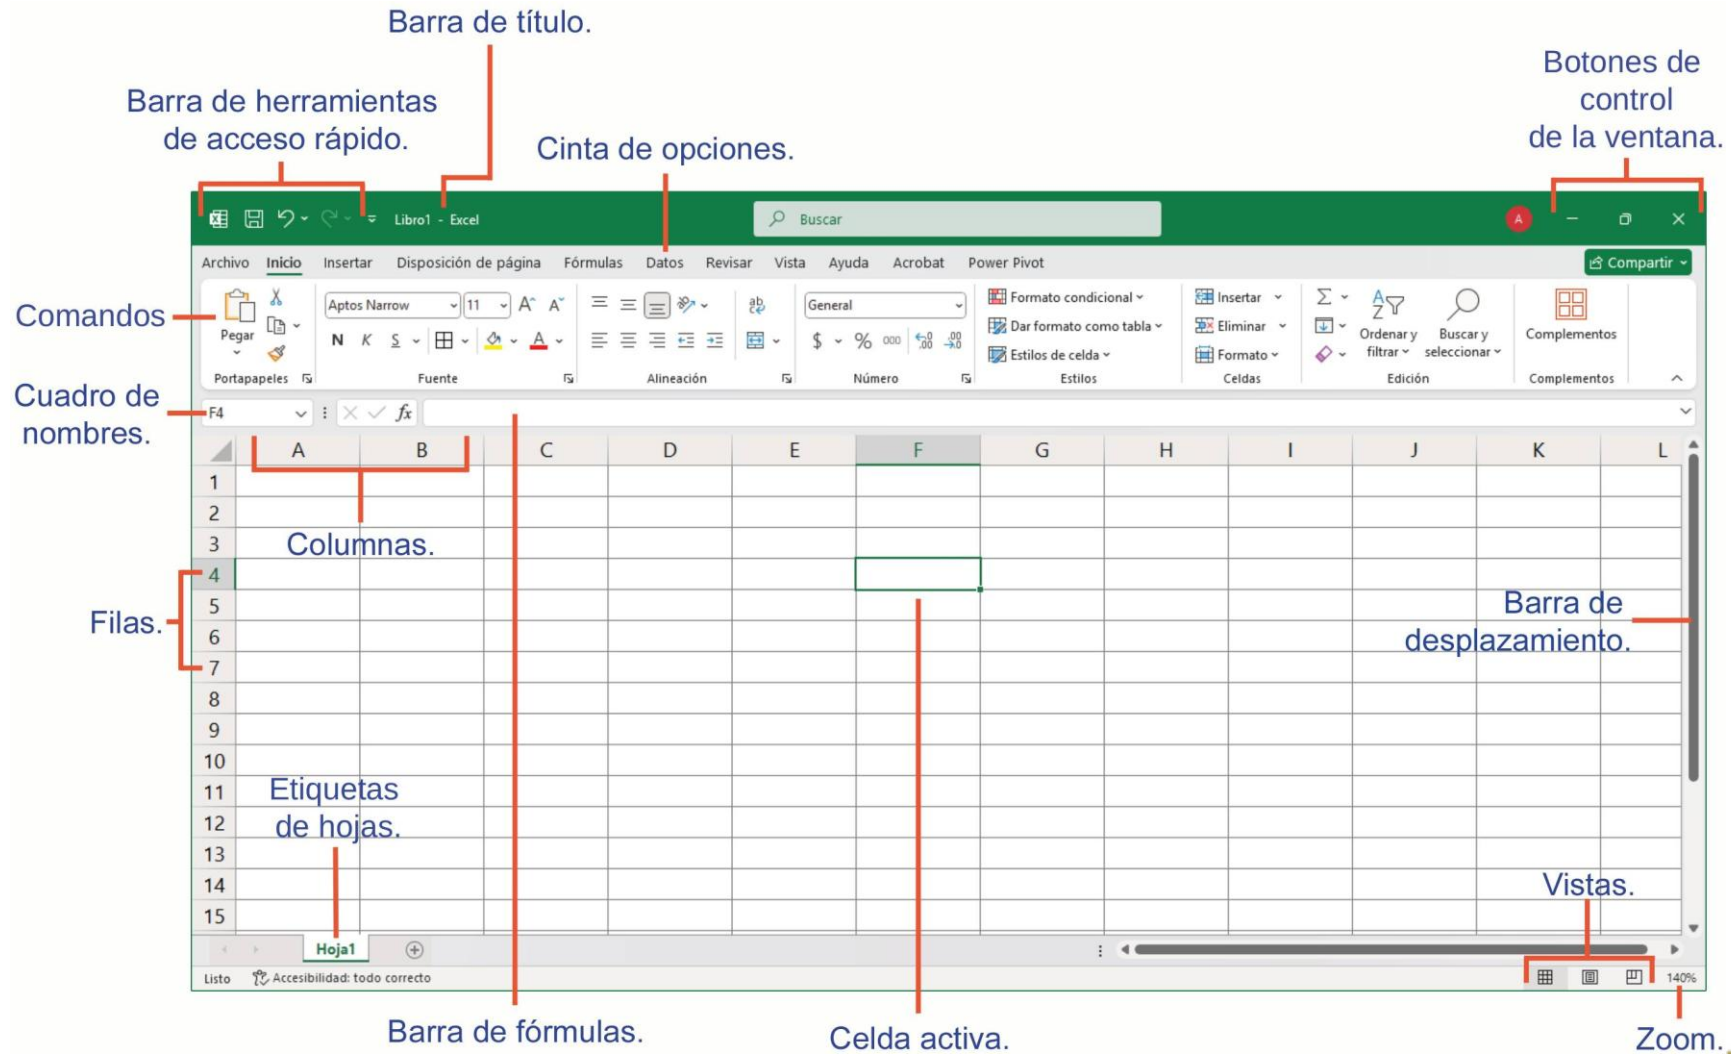 Barra de título.
Botones de
control
de la ventana.
Barra de herramientas
de acceso rápido.
Cinta de opciones.
Libro1 - Excel
Buscar
A
Archivo Inicio Insertar Disposición de página Fórmulas Datos Revisar Vista Ayuda Acrobat Power Pivot
Compartir
Comandos
Pegar
Portapapeles
Aptos Narrow 11 A A
N K S A
Fuente
ab
c
Alineación
General
$ % 000 ,00 ,00
Número
Formato condicional
Dar formato como tabla
Estilos de celda
Estilos
Insertar
Eliminar
Formato
Celdas
Σ
A
Z
Ordenar y
filtrar
Buscar y
seleccionar
Edición
Complementos
Complementos
Cuadro de
nombres.
F4
fx
A B C D E F G H I J K L
1
2
3
Columnas.
4
5
Filas.
6
7
8
9
10
11
12
13
14
15
Barra de
desplazamiento.
Etiquetas
de hojas.
Vistas.
Hoja1
Listo Accesibilidad: todo correcto
140%
Barra de fórmulas.
Celda activa.
Zoom.